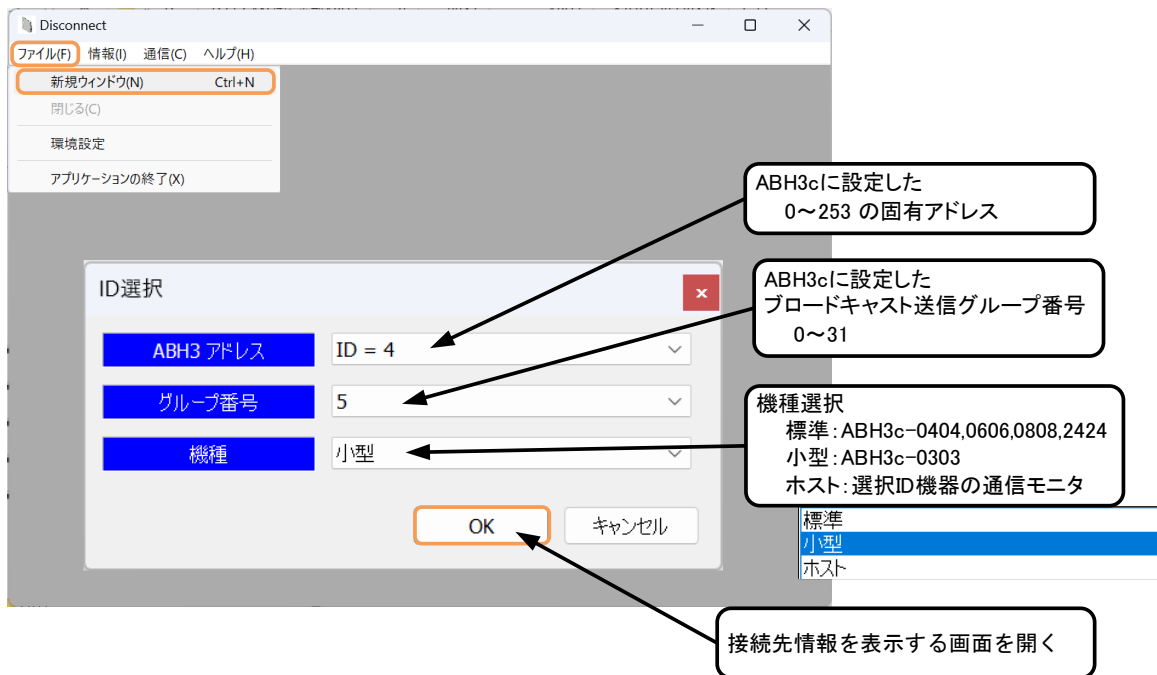 Disconnect
ファイル(F) 情報(I) 通信(C) ヘルプ(H)
新規ウィンドウ(N) Ctrl+N
閉じる(C)
環境設定
アプリケーションの終了(X)
ABH3cに設定した
0～253 の固有アドレス
ID選択
ABH3 アドレス
ID = 4
グループ番号
5
機種
小型
OK
キャンセル
ABH3cに設定した
ブロードキャスト送信グループ番号
0～31
機種選択
標準:ABH3c-0404,0606,0808,2424
小型:ABH3c-0303
ホスト:選択ID機器の通信モニタ
標準
小型
ホスト
接続先情報を表示する画面を開く